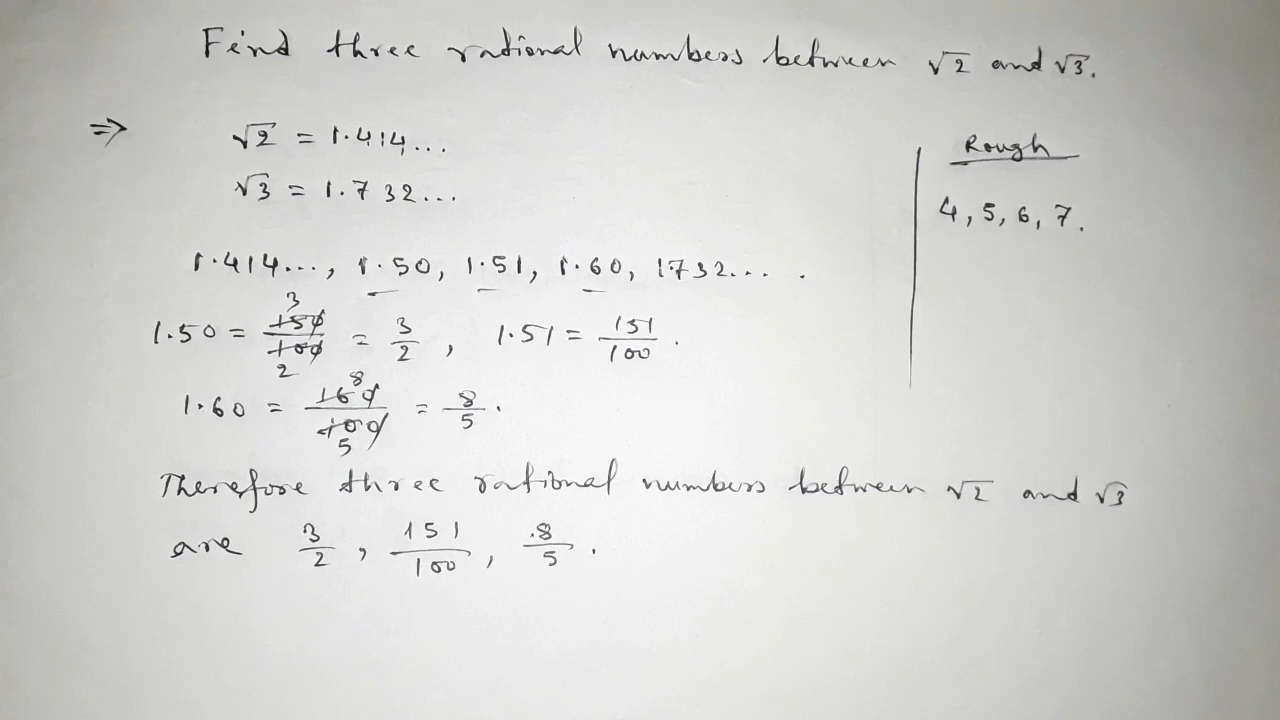 Find three rational numbers between √2 and √3.
⇒ √2 = 1.414...
Rough
√3 = 1.732...
4, 5, 6, 7.
1.414..., 1.50, 1.51, 1.60, 1.732... .
1.50 = 150/100 = 3/2 , 1.51 = 151/100 .
1.60 = 160/100 = 8/5 .
Therefore three rational numbers between √2 and √3
are 3/2 , 151/100 , 8/5 .